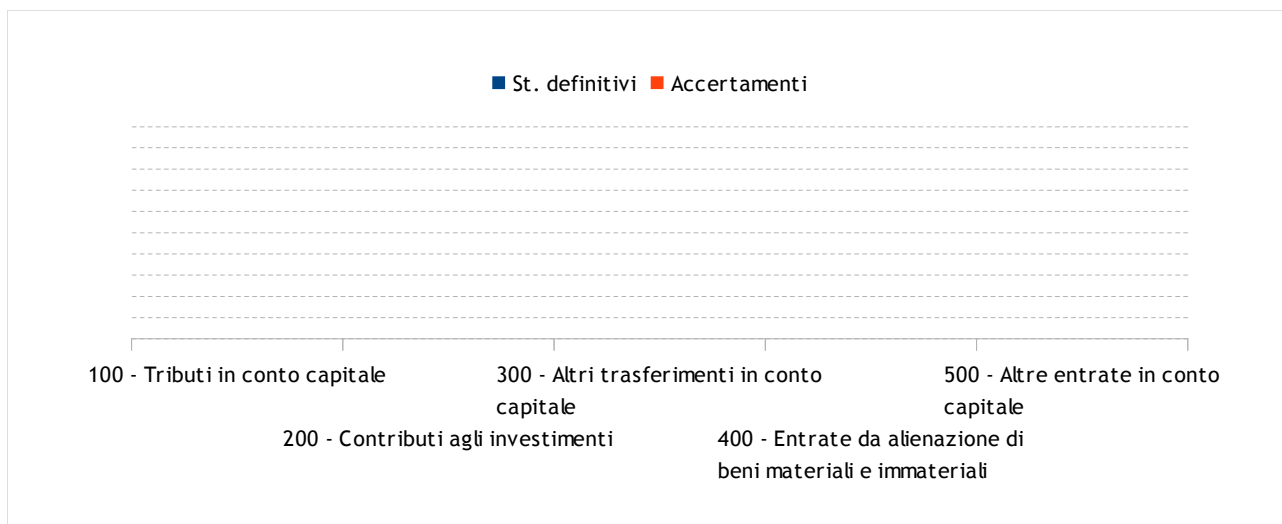 St. definitivi Accertamenti
100 - Tributi in conto capitale
300 - Altri trasferimenti in conto
capitale
500 - Altre entrate in conto
capitale
200 - Contributi agli investimenti
400 - Entrate da alienazione di
beni materiali e immateriali